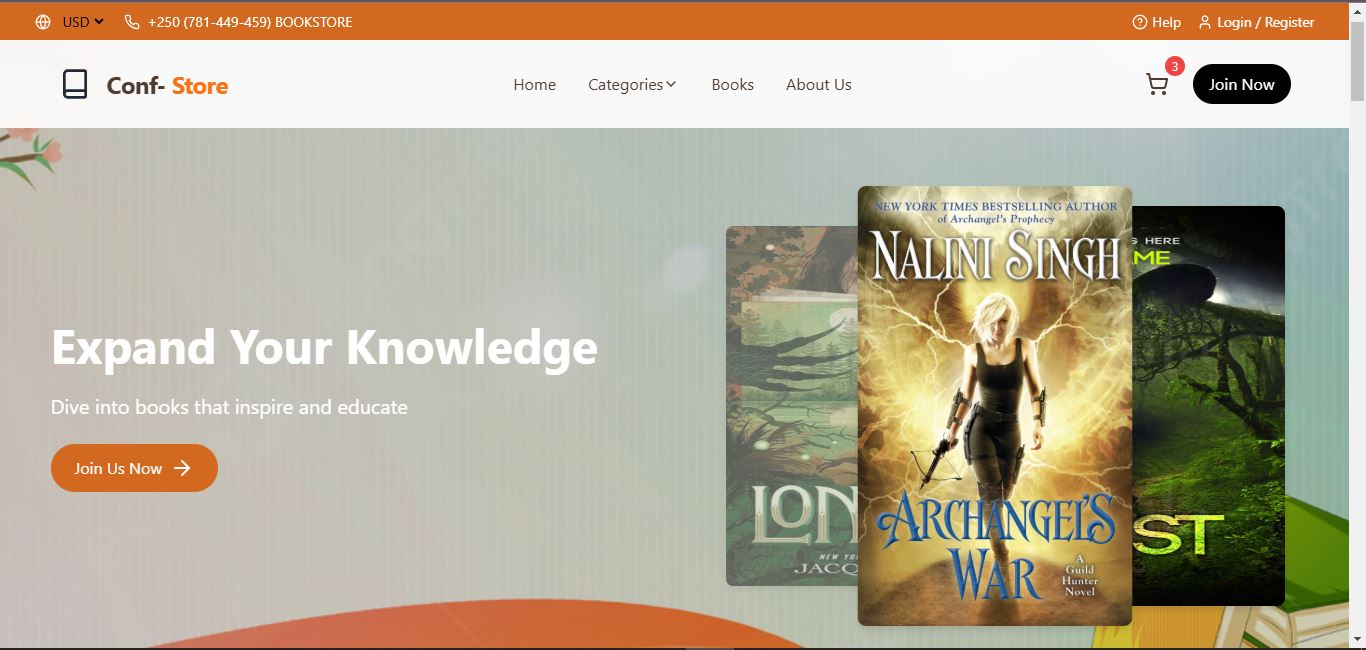 USD
+250 (781-449-459) BOOKSTORE
Help
Login / Register
Conf- Store
Home
Categories
Books
About Us
3
Join Now
Expand Your Knowledge
Dive into books that inspire and educate
Join Us Now
NEW YORK TIMES BESTSELLING AUTHOR
of Archangel's Prophecy
NALINI SINGH
ARCHANGEL'S
WAR
A
Guild
Hunter
Novel
LON
NEW YO
JACQ
S HERE
ME
ST